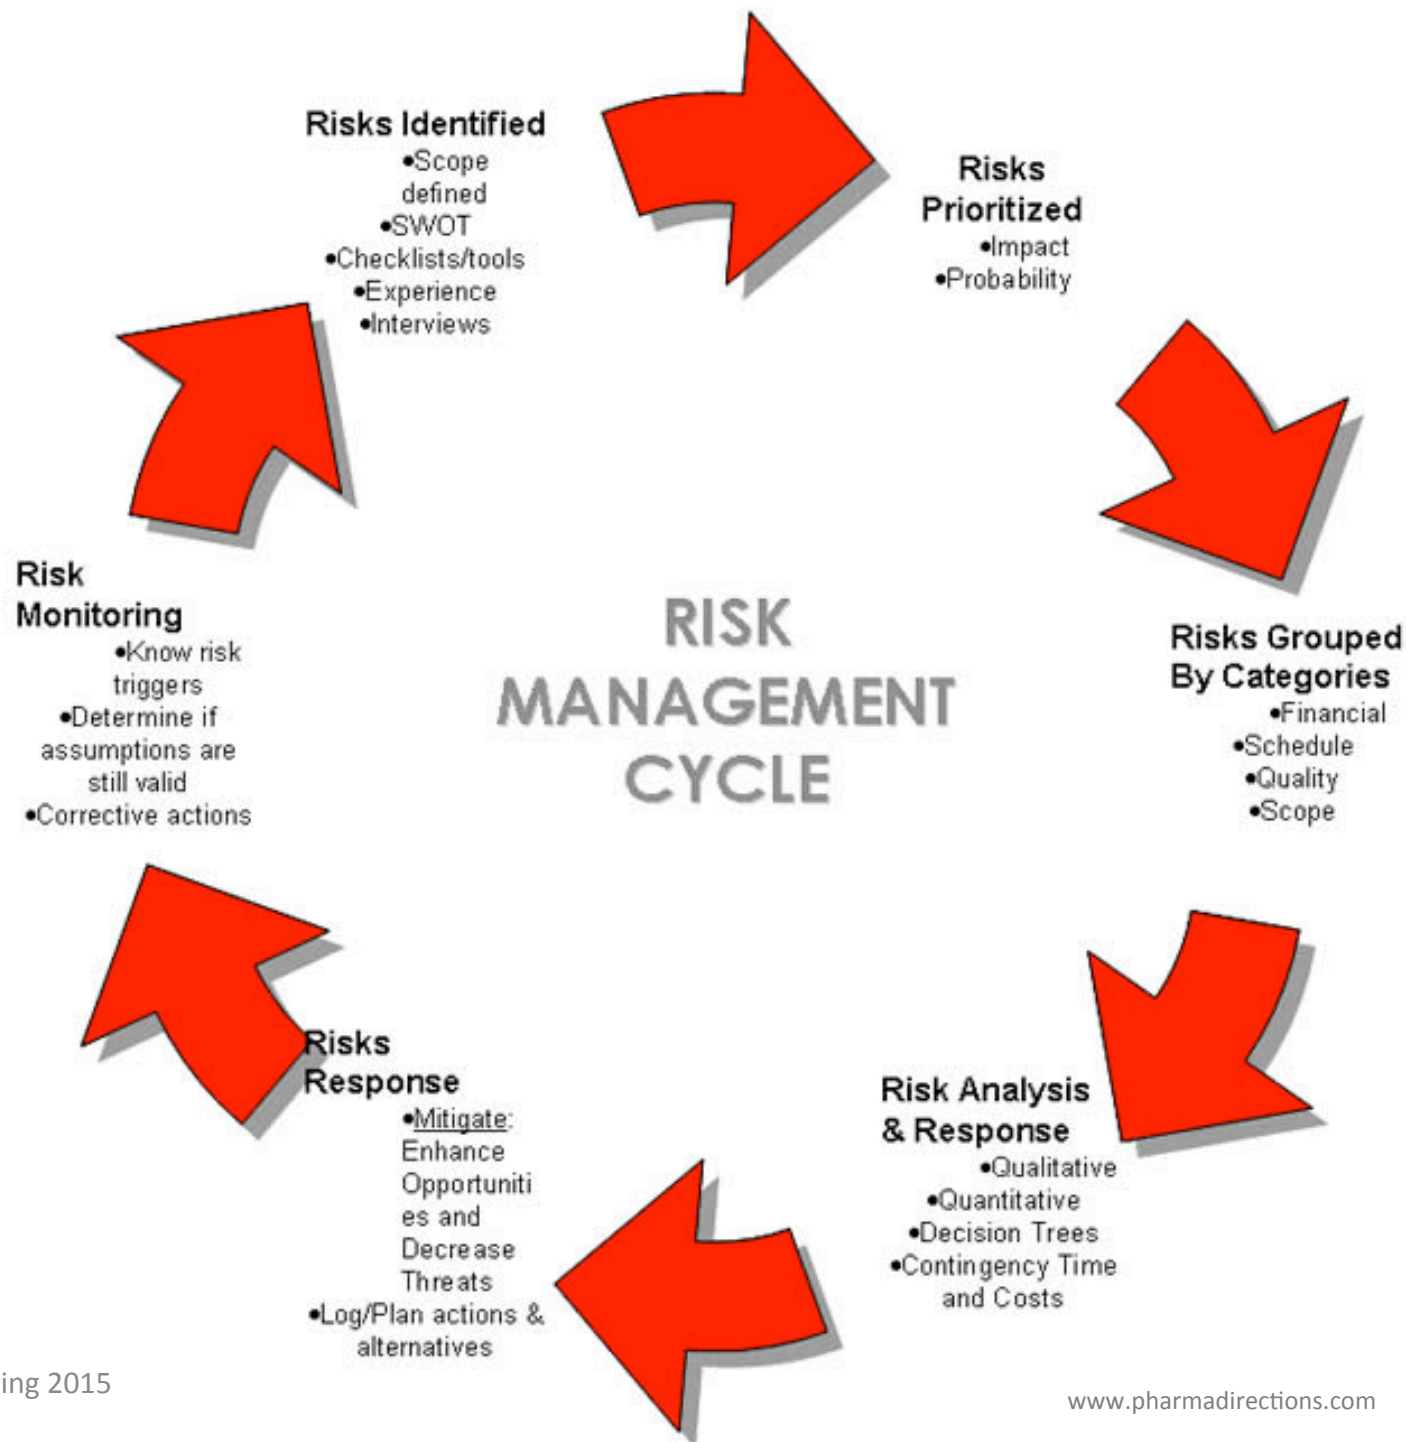 Risks Identified
•Scope
defined
•SWOT
•Checklists/tools
•Experience
•Interviews
Risks
Prioritized
•Impact
•Probability
Risks Grouped
By Categories
•Financial
•Schedule
•Quality
•Scope
Risk Analysis
& Response
•Qualitative
•Quantitative
•Decision Trees
•Contingency Time
and Costs
Risks
Response
•Mitigate:
Enhance
Opportuniti
es and
Decrease
Threats
•Log/Plan actions &
alternatives
Risk
Monitoring
•Know risk
triggers
•Determine if
assumptions are
still valid
•Corrective actions
RISK
MANAGEMENT
CYCLE
ing 2015
www.pharmadirections.com